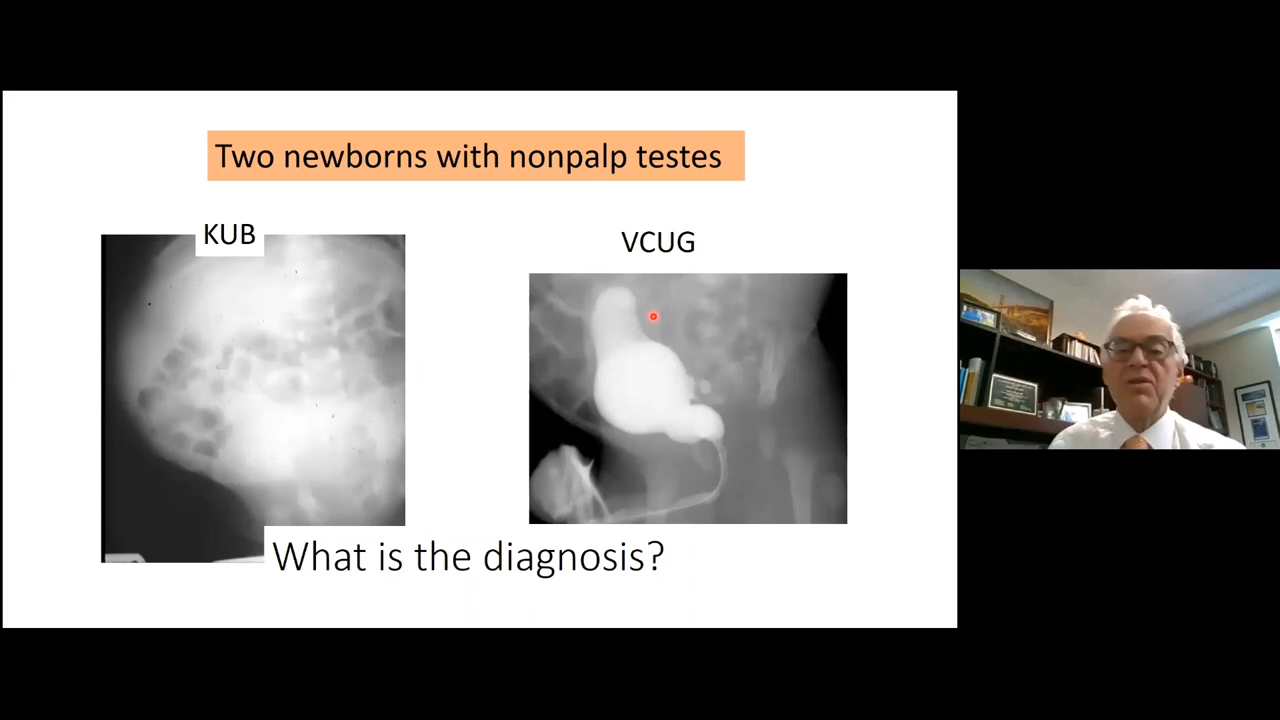 Two newborns with nonpalp testes
KUB
VCUG
What is the diagnosis?